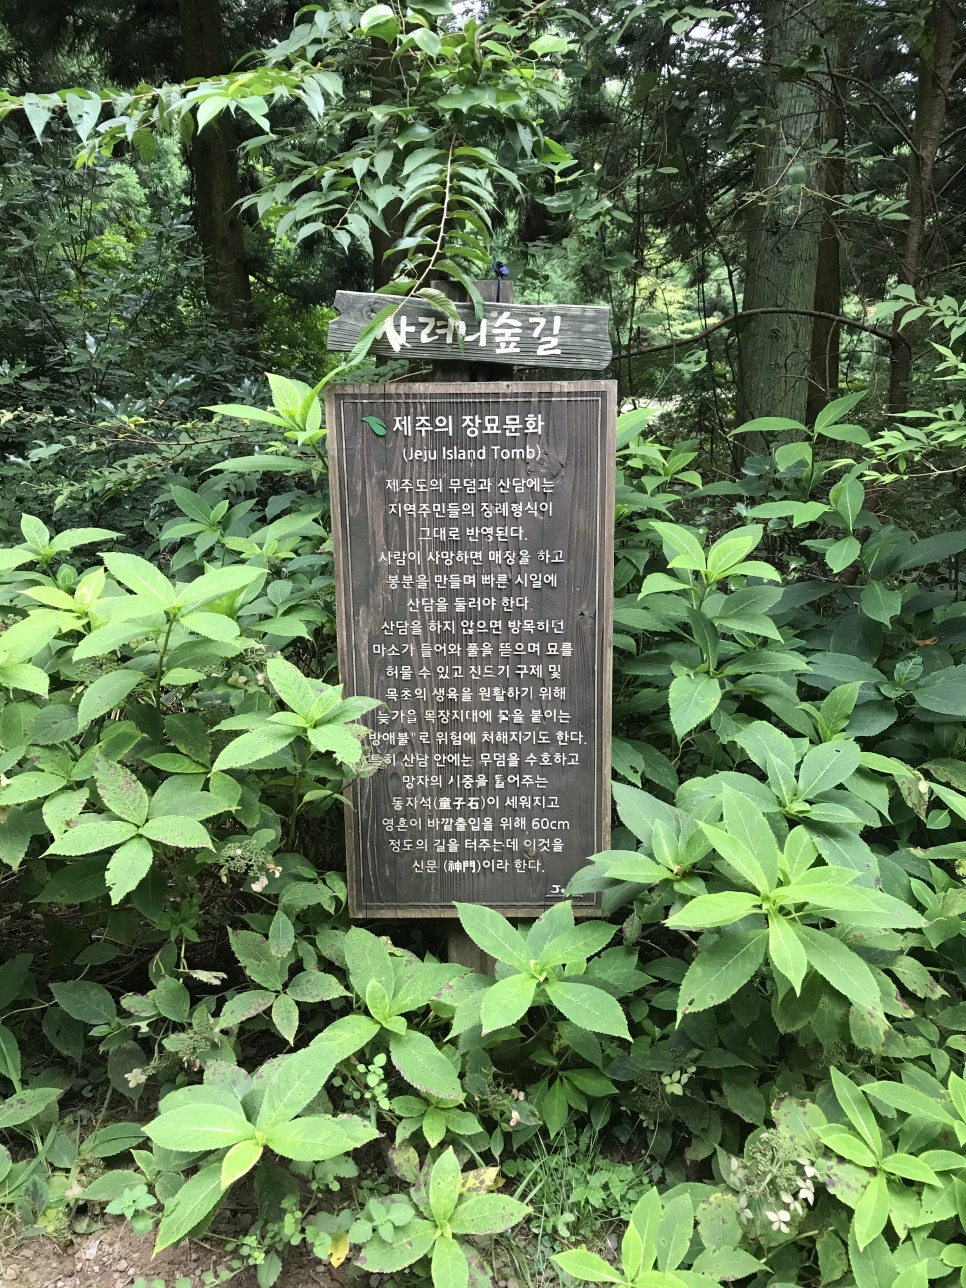 사려니숲길
제주의 장묘문화
(Jeju Island Tomb)
제주도의 무덤과 산담에는
지역주민들의 장례형식이
그대로 반영된다.
사람이 사망하면 매장을 하고
봉분을 만들며 빠른 시일에
산담을 둘러야 한다.
산담을 하지 않으면 방목하던
마소가 들어와 풀을 뜯으며 묘를
허물 수 있고 진드기 구제 및
목초의 생육을 원활하기 위해
늦가을 목장지대에 불을 붙이는
방애불"로 위험에 처해지기도 한다.
특히 산담 안에는 무덤을 수호하고
망자의 시중을 들어주는
동자석(童子石)이 세워지고
영혼이 바깥출입을 위해 60cm
정도의 길을 터주는데 이것을
신문 (神門)이라 한다.